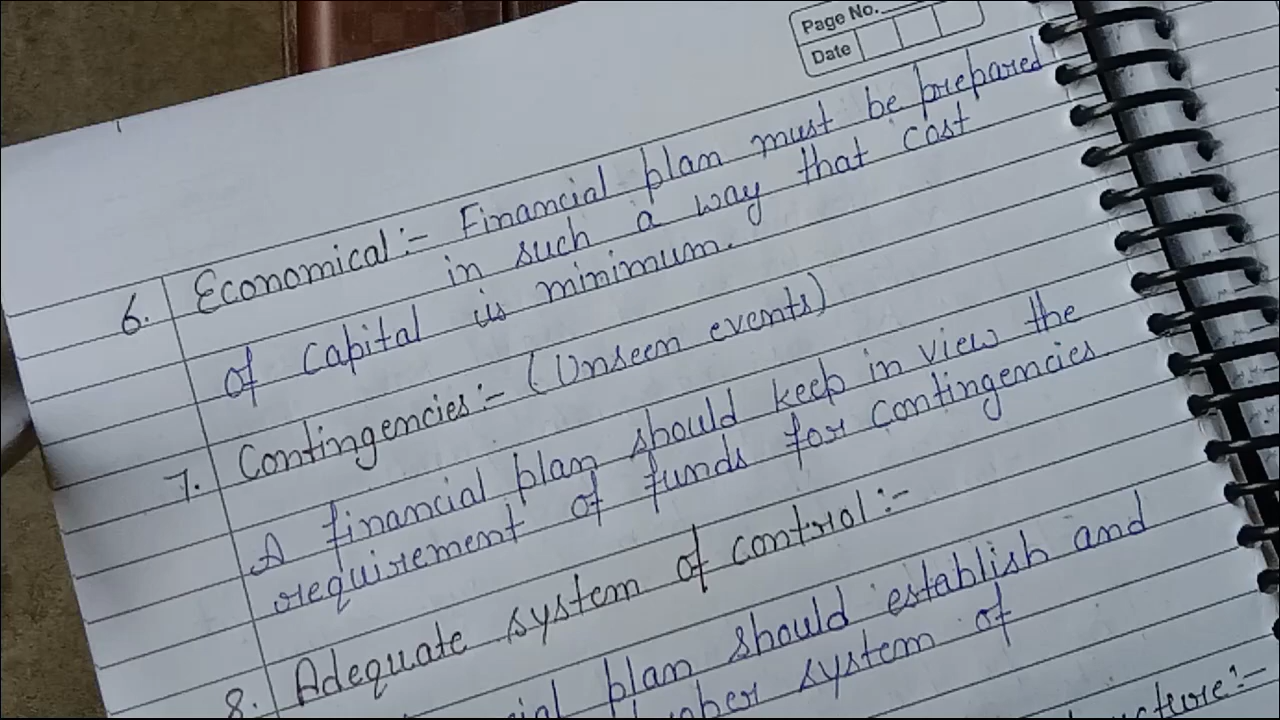 Page No.
Date
6. Economical:- Financial plan must be prepared
in such a way that cost
of capital is minimum.
7. Contingencies:- (Unseen events)
A financial plan should keep in view the
requirement of funds for contingencies
8. Adequate system of control:-
plan should establish and
system of